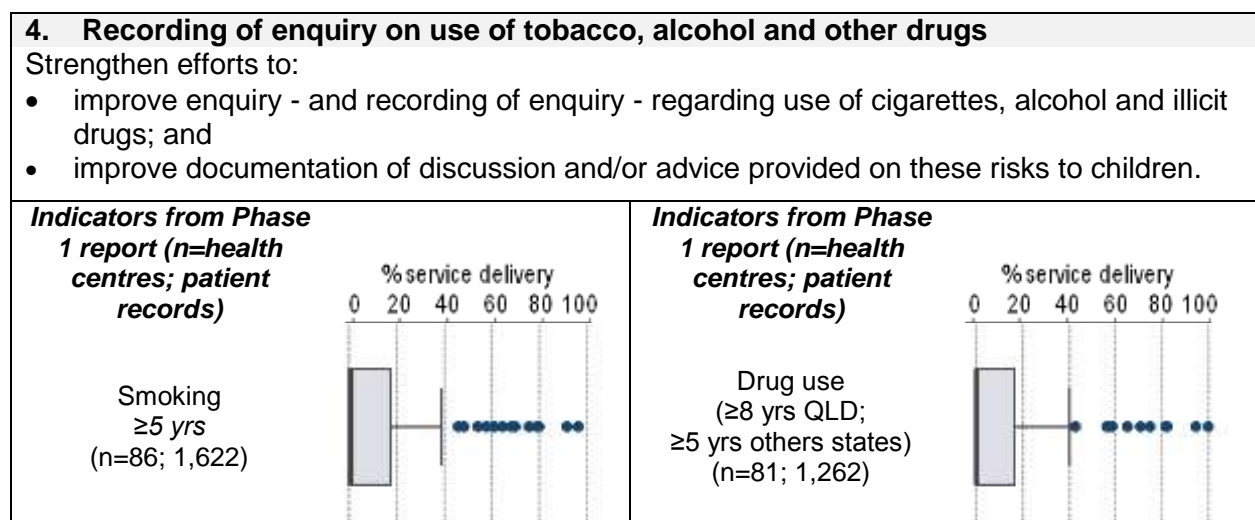 4. Recording of enquiry on use of tobacco, alcohol and other drugs
Strengthen efforts to:
• improve enquiry - and recording of enquiry - regarding use of cigarettes, alcohol and illicit
drugs; and
• improve documentation of discussion and/or advice provided on these risks to children.
Indicators from Phase
1 report (n=health
centres; patient
records)
% service delivery
0 20 40 60 80 100
Smoking
≥5 yrs
(n=86; 1,622)
Indicators from Phase
1 report (n=health
centres; patient
records)
% service delivery
0 20 40 60 80 100
Drug use
(≥8 yrs QLD;
≥5 yrs others states)
(n=81; 1,262)